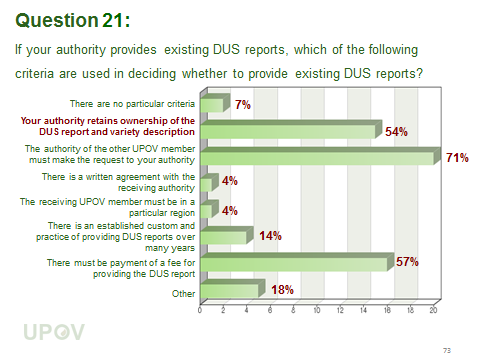 Question 21:
If your authority provides existing DUS reports, which of the following
criteria are used in deciding whether to provide existing DUS reports?
There are no particular criteria
7%
Your authority retains ownership of the
DUS report and variety description
54%
The authority of the other UPOV member
must make the request to your authority
71%
There is a written agreement with the
receiving authority
4%
The receiving UPOV member must be in a
particular region
4%
There is an established custom and
practice of providing DUS reports over
many years
14%
There must be payment of a fee for
providing the DUS report
57%
Other
18%
0 2 4 6 8 10 12 14 16 18 20
UPOV
73